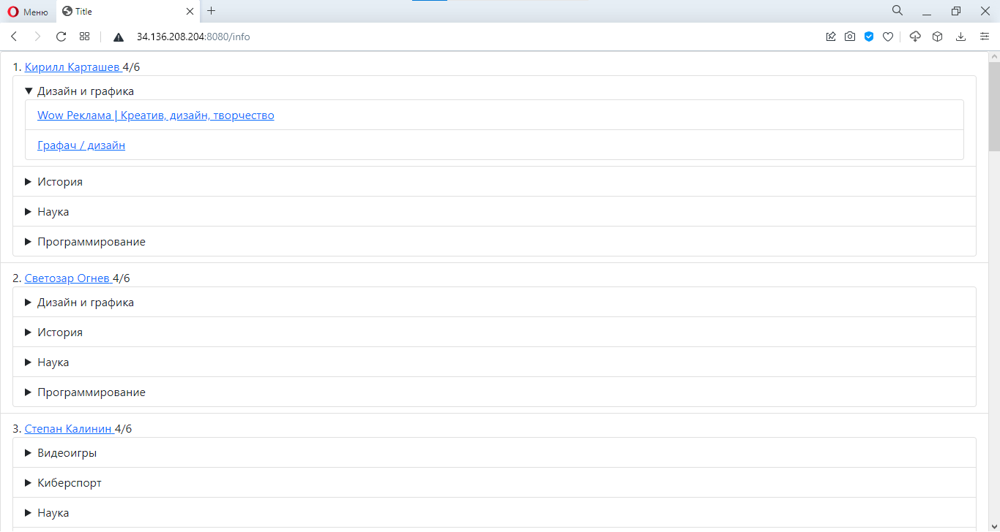 Меню
Title
34.136.208.204:8080/info
1. Кирилл Карташев 4/6
Дизайн и графика
Wow Реклама | Креатив, дизайн, творчество
Графач / дизайн
История
Наука
Программирование
2. Светозар Огнев 4/6
Дизайн и графика
История
Наука
Программирование
3. Степан Калинин 4/6
Видеоигры
Киберспорт
Наука